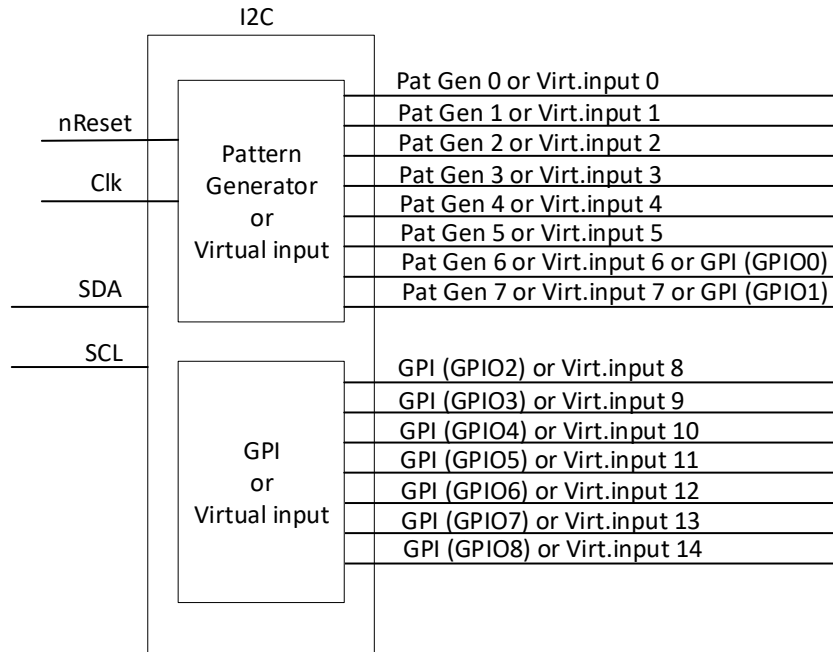 I2C
nReset
Clk
SDA
SCL
Pattern
Generator
or
Virtual input
Pat Gen 0 or Virt.input 0
Pat Gen 1 or Virt.input 1
Pat Gen 2 or Virt.input 2
Pat Gen 3 or Virt.input 3
Pat Gen 4 or Virt.input 4
Pat Gen 5 or Virt.input 5
Pat Gen 6 or Virt.input 6 or GPI (GPIO0)
Pat Gen 7 or Virt.input 7 or GPI (GPIO1)
GPI
or
Virtual input
GPI (GPIO2) or Virt.input 8
GPI (GPIO3) or Virt.input 9
GPI (GPIO4) or Virt.input 10
GPI (GPIO5) or Virt.input 11
GPI (GPIO6) or Virt.input 12
GPI (GPIO7) or Virt.input 13
GPI (GPIO8) or Virt.input 14